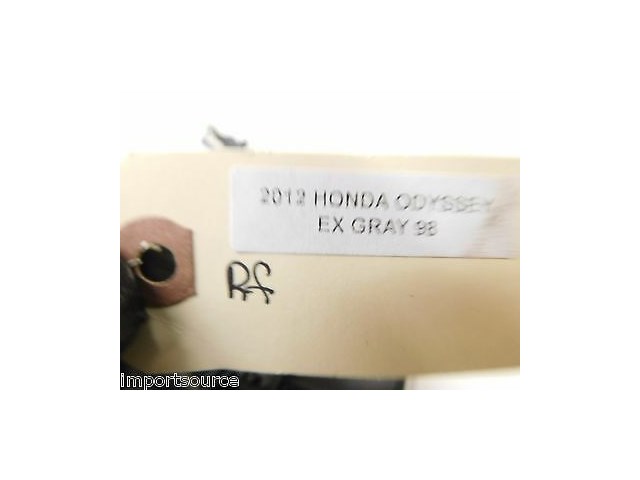 2012 HONDA ODYSSEY
EX GRAY 98
Rf
importsource